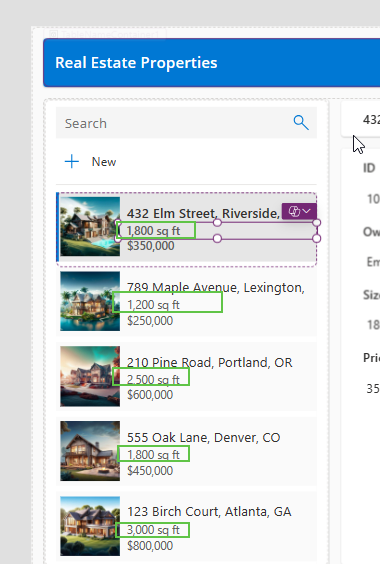 Real Estate Properties
Search
New
432 Elm Street, Riverside,
1,800 sq ft
$350,000
789 Maple Avenue, Lexington,
1,200 sq ft
$250,000
210 Pine Road, Portland, OR
2,500 sq ft
$600,000
555 Oak Lane, Denver, CO
1,800 sq ft
$450,000
123 Birch Court, Atlanta, GA
3,000 sq ft
$800,000
432
ID
10
Ow
Em
Size
18
Pri
35